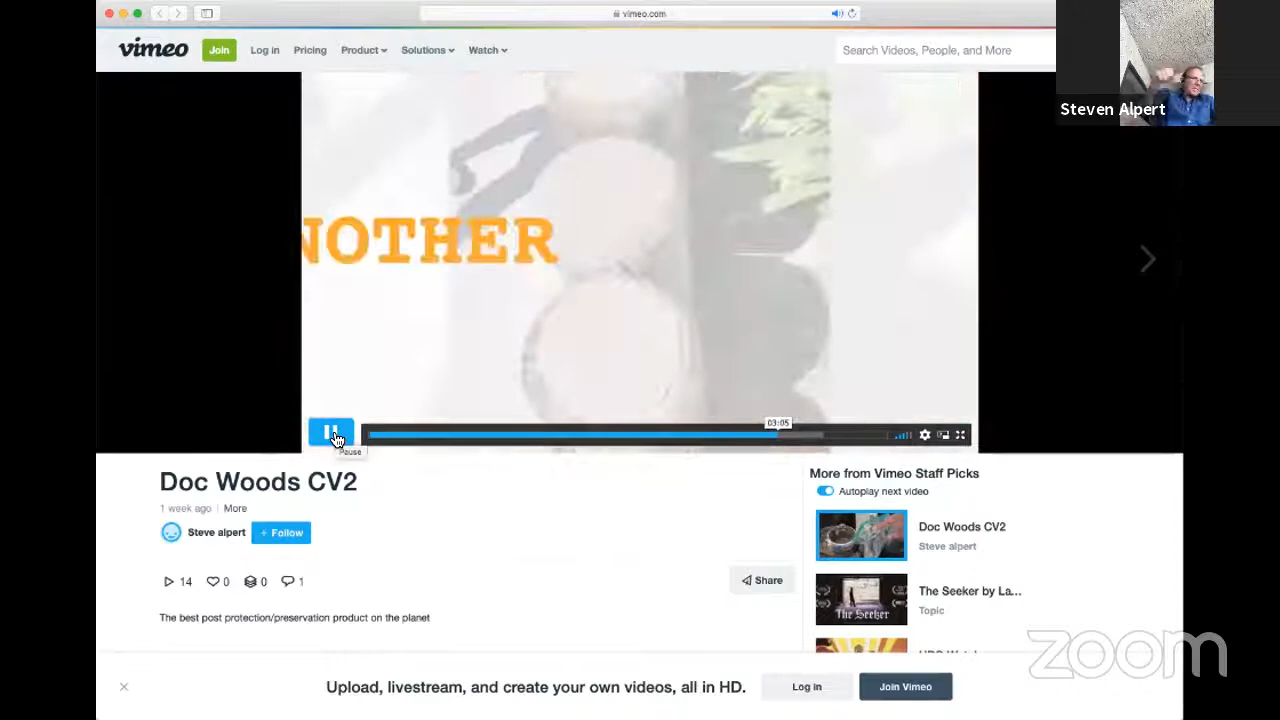 vimeo.com
vimeo
Join
Log in
Pricing
Product
Solutions
Watch
Search Videos, People, and More
Steven Alpert
NOTHER
03:05
Pause
Doc Woods CV2
1 week ago
More
Steve alpert
+ Follow
14
0
0
1
Share
The best post protection/preservation product on the planet
More from Vimeo Staff Picks
Autoplay next video
Doc Woods CV2
Steve alpert
The Seeker
The Seeker by La...
Topic
zoom
Upload, livestream, and create your own videos, all in HD.
Log in
Join Vimeo